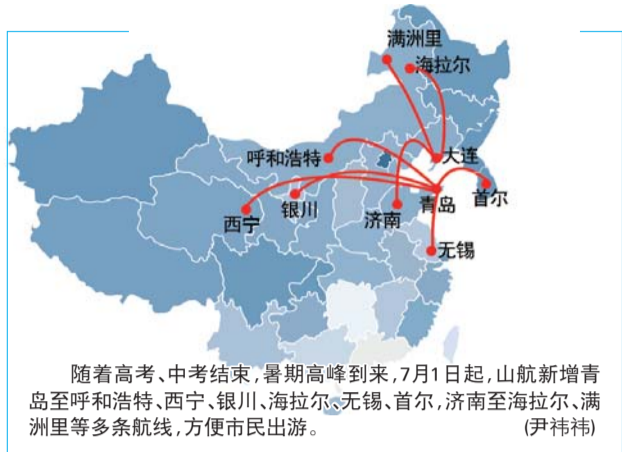 满洲里
海拉尔
呼和浩特
大连
西宁
银川
济南
青岛
首尔
无锡
随着高考、中考结束,暑期高峰到来,7月1日起,山航新增青
岛至呼和浩特、西宁、银川、海拉尔、无锡、首尔,济南至海拉尔、满
洲里等多条航线,方便市民出游。 (尹祎祎)